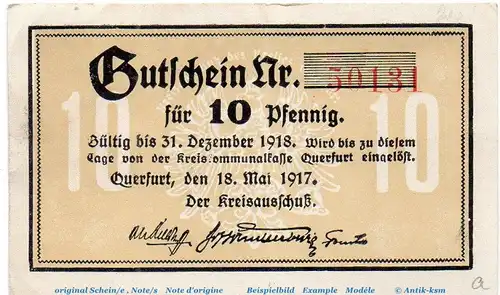 Gutschein Nr. 50131
für 10 Pfennig.
10 10
Gültig bis 31. Dezember 1918. Wird bis zu diesem
Tage von der Kreiskommunalkasse Querfurt eingelöst.
Querfurt, den 18. Mai 1917.
Der Kreisausschuß.
original Schein/e . Note/s Note d'origine Beispielbild Example Modéle © Antik-ksm